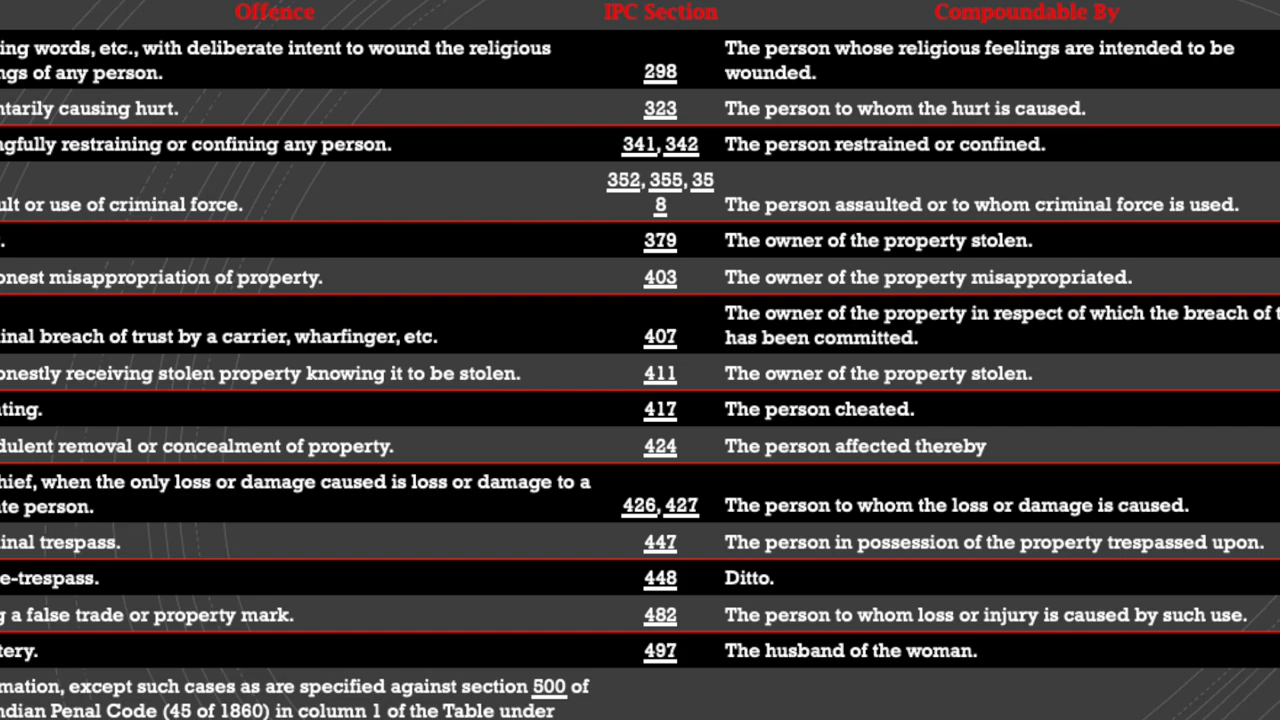 Offence IPC Section Compoundable By
ing words, etc., with deliberate intent to wound the religious The person whose religious feelings are intended to be
ngs of any person. 298 wounded.
ntarily causing hurt. 323 The person to whom the hurt is caused.
ngfully restraining or confining any person. 341, 342 The person restrained or confined.
352, 355, 35
ult or use of criminal force. 8 The person assaulted or to whom criminal force is used.
. 379 The owner of the property stolen.
onest misappropriation of property. 403 The owner of the property misappropriated.
The owner of the property in respect of which the breach of t
inal breach of trust by a carrier, wharfinger, etc. 407 has been committed.
onestly receiving stolen property knowing it to be stolen. 411 The owner of the property stolen.
ting. 417 The person cheated.
dulent removal or concealment of property. 424 The person affected thereby
hief, when the only loss or damage caused is loss or damage to a
te person. 426, 427 The person to whom the loss or damage is caused.
inal trespass. 447 The person in possession of the property trespassed upon.
e-trespass. 448 Ditto.
g a false trade or property mark. 482 The person to whom loss or injury is caused by such use.
tery. 497 The husband of the woman.
mation, except such cases as are specified against section 500 of
ndian Penal Code (45 of 1860) in column 1 of the Table under